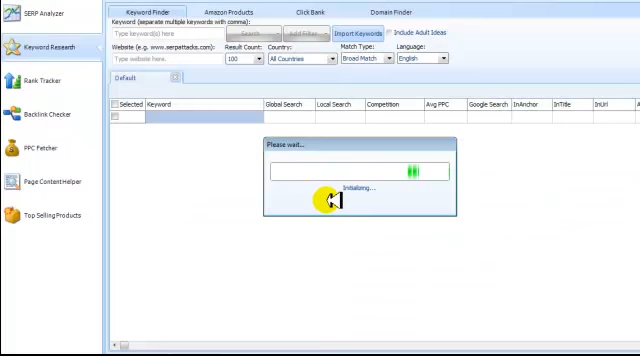 SERP Analyzer
Keyword Research
Rank Tracker
Backlink Checker
PPC Fetcher
Page Content Helper
Top Selling Products
Keyword Finder
Amazon Products
Click Bank
Domain Finder
Keyword (separate multiple keywords with comma)
Type keyword(s) here
Search
Add Filter
Import Keywords
Include Adult Ideas
Website (e.g. www.serpattacks.com)
Result Count:
Country:
Match Type:
Language:
Type website here.
100
All Countries
Broad Match
English
Default
Selected
Keyword
Global Search
Local Search
Competition
Avg PPC
Google Search
InAnchor
InTitle
InUrl
Please wait...
Initializing...